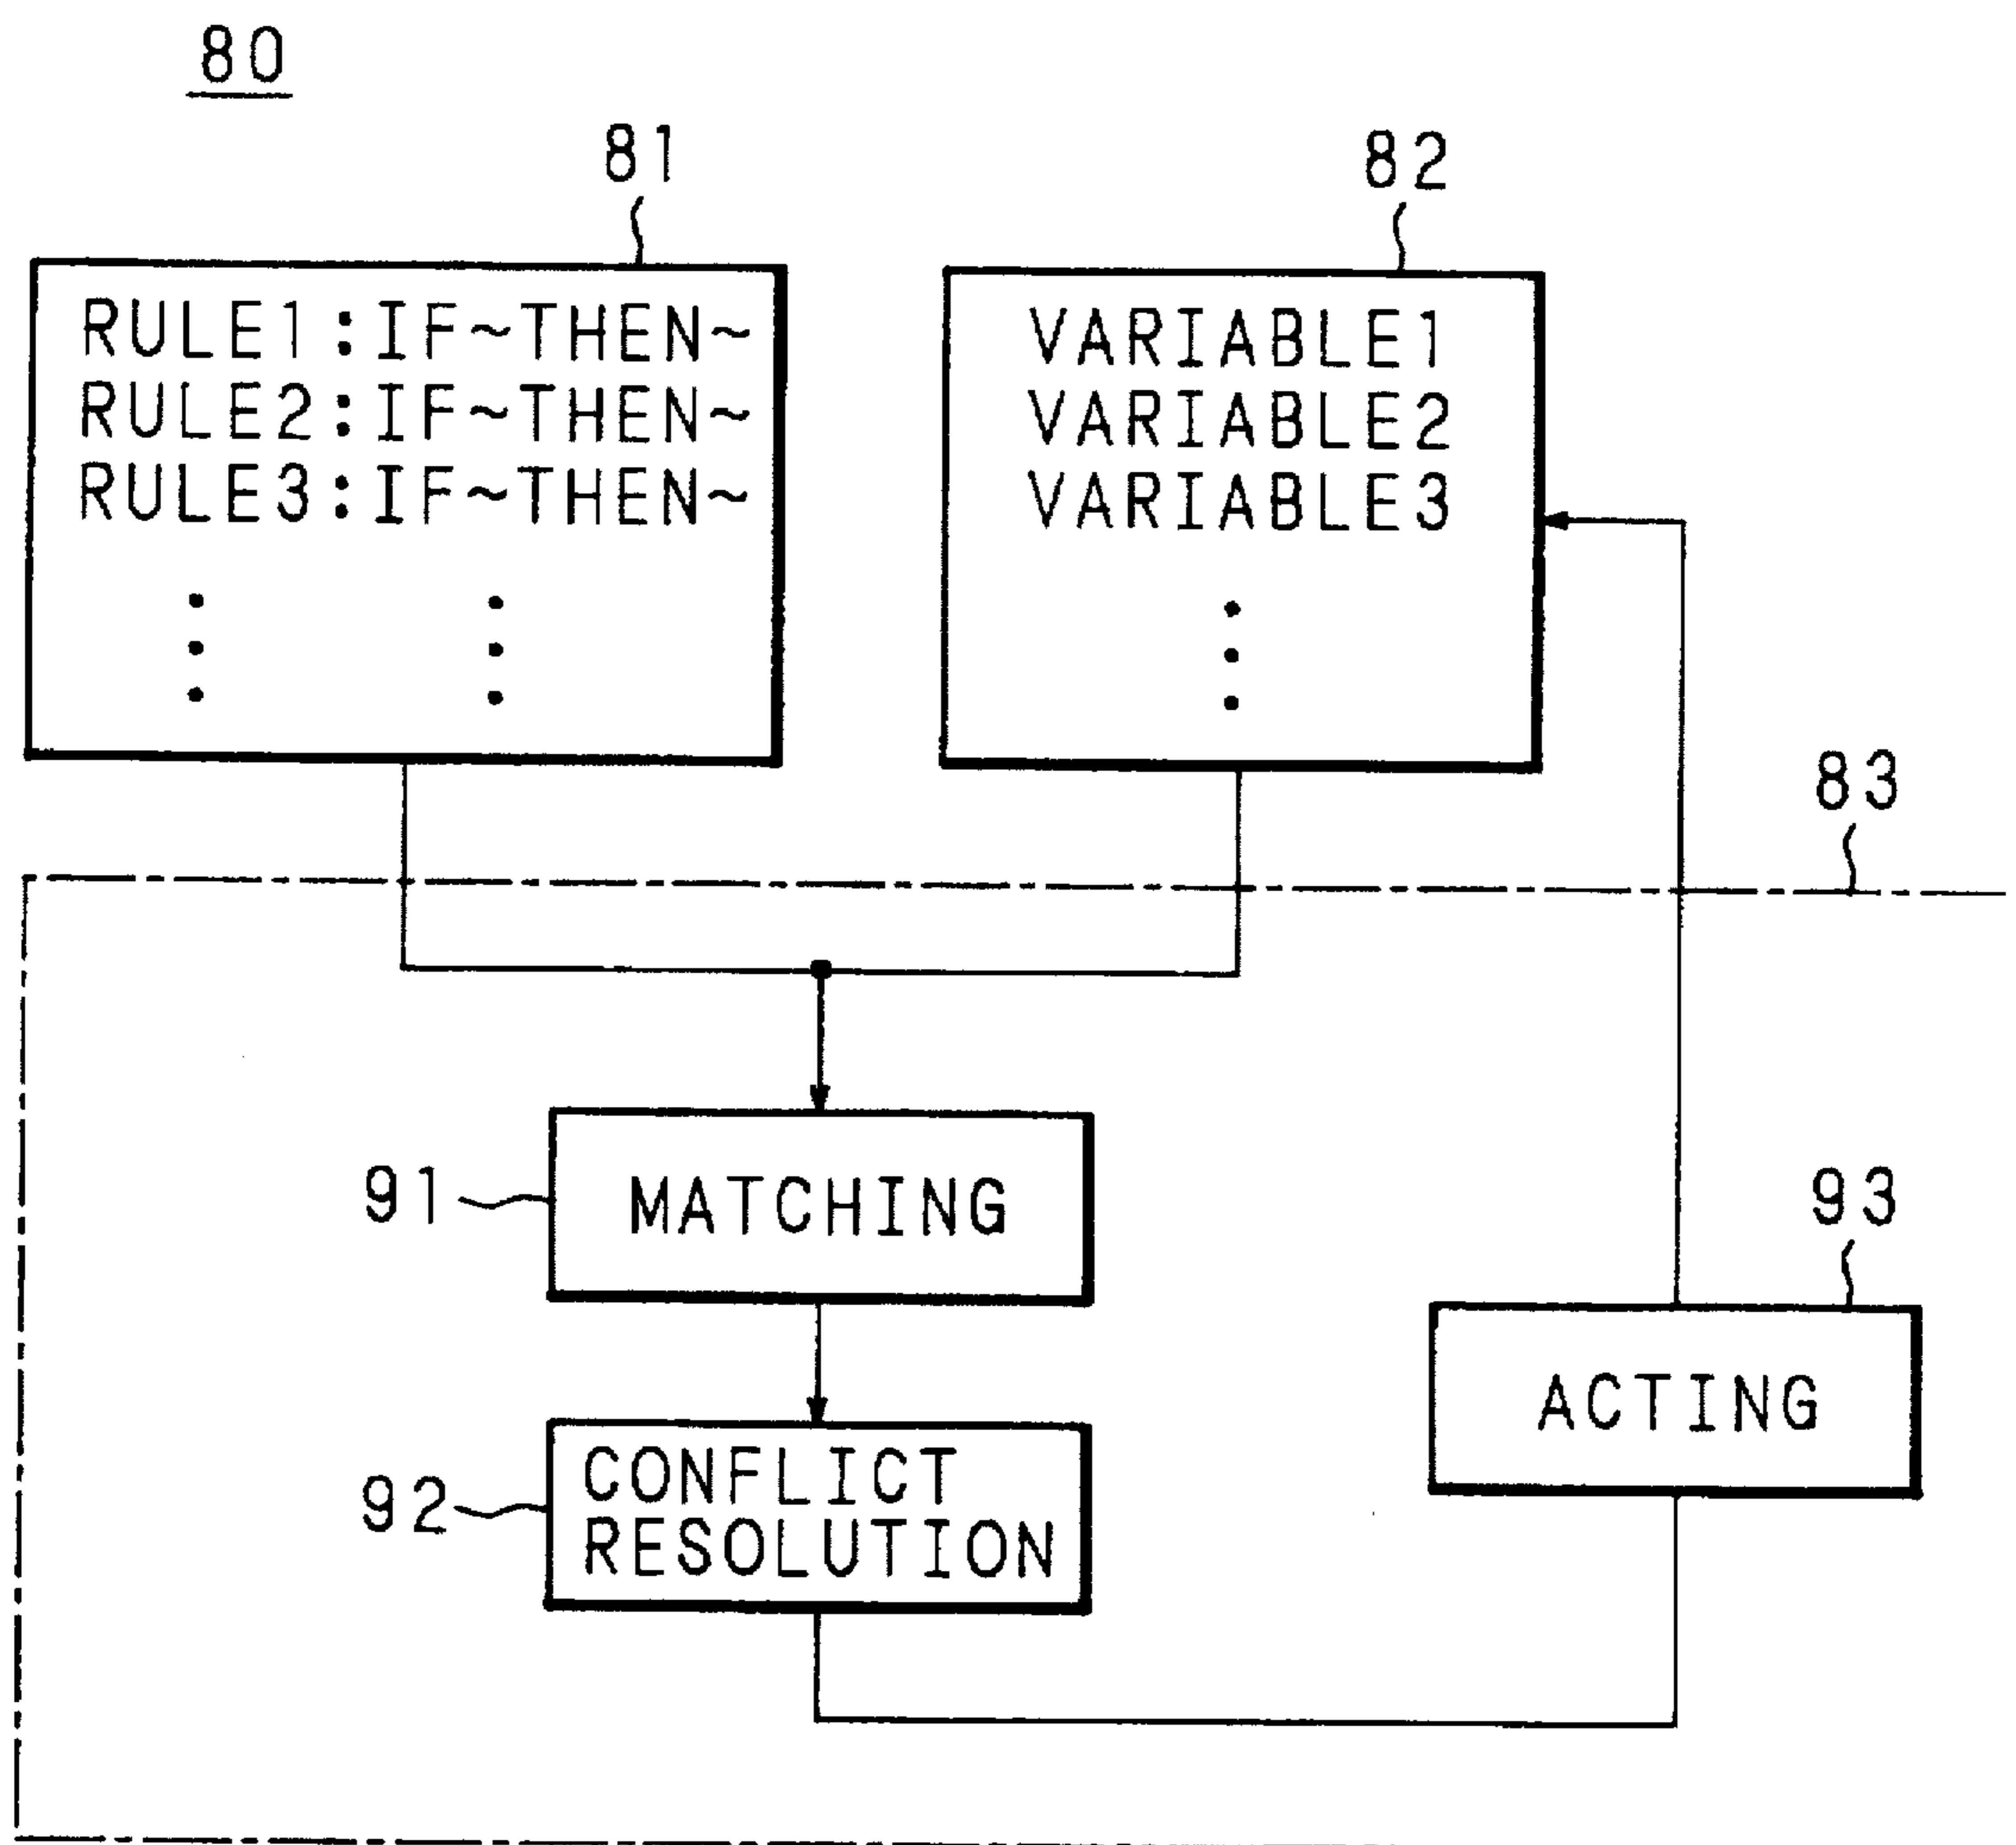 80
81
82
RULE1:IF~THEN~
RULE2:IF~THEN~
RULE3:IF~THEN~
VARIABLE1
VARIABLE2
VARIABLE3
83
91
MATCHING
93
ACTING
92
CONFLICT
RESOLUTION